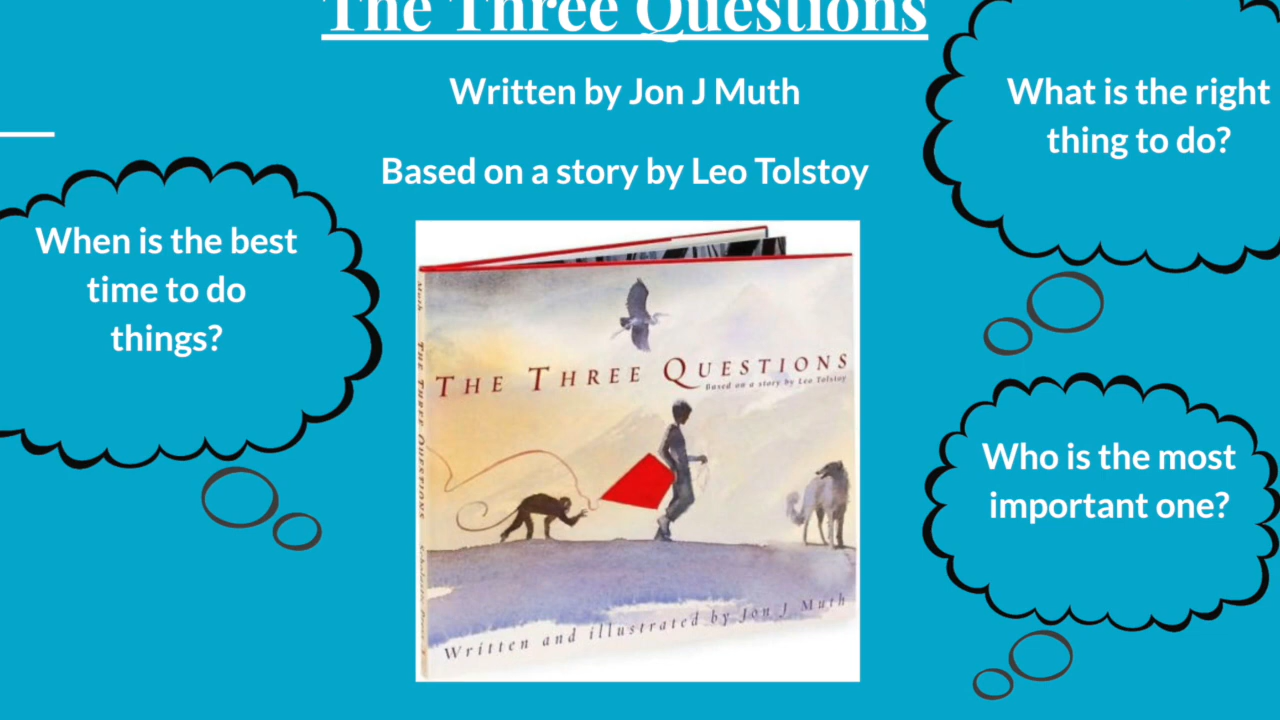 The Three Questions
Written by Jon J Muth
Based on a story by Leo Tolstoy
What is the right
thing to do?
When is the best
time to do
things?
Who is the most
important one?
THE THREE QUESTIONS
Based on a story by Leo Tolstoy
Written and illustrated by Jon J Muth
Muth
THE THREE QUESTIONS